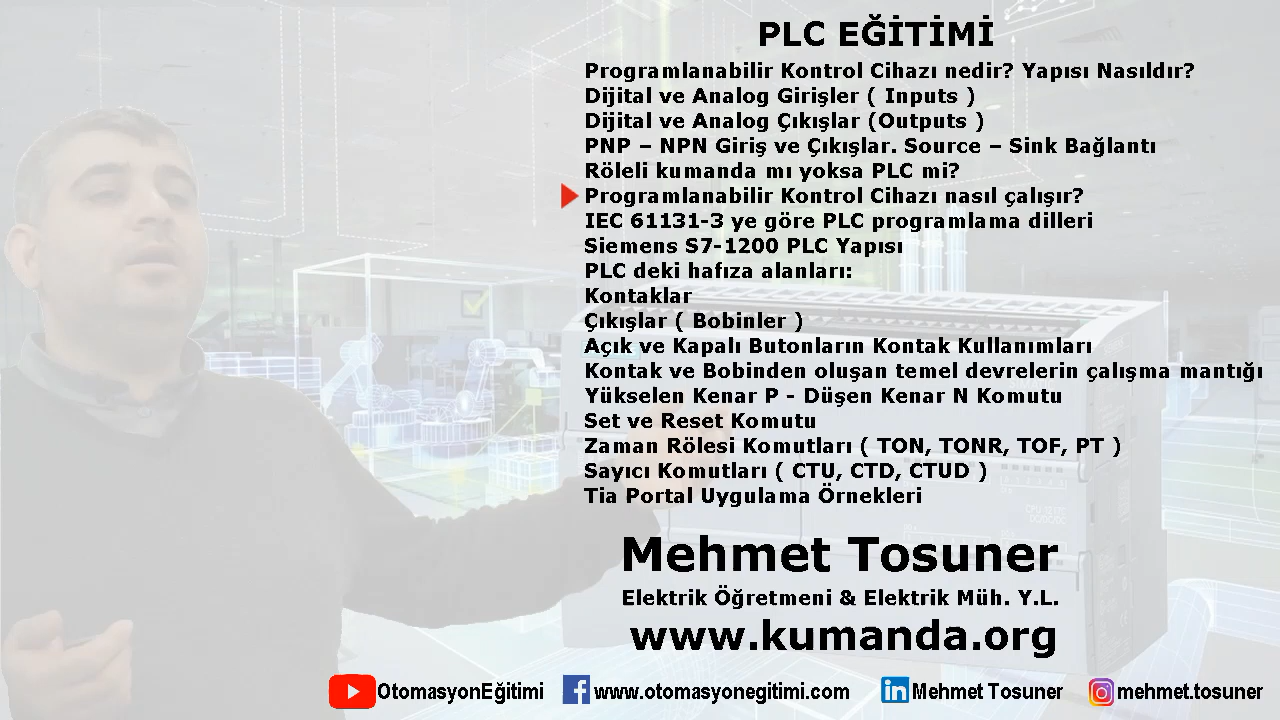 PLC EĞİTİMİ
Programlanabilir Kontrol Cihazı nedir? Yapısı Nasıldır?
Dijital ve Analog Girişler ( Inputs )
Dijital ve Analog Çıkışlar (Outputs )
PNP – NPN Giriş ve Çıkışlar. Source – Sink Bağlantı
Röleli kumanda mı yoksa PLC mi?
Programlanabilir Kontrol Cihazı nasıl çalışır?
IEC 61131-3 ye göre PLC programlama dilleri
Siemens S7-1200 PLC Yapısı
PLC deki hafıza alanları:
Kontaklar
Çıkışlar ( Bobinler )
Açık ve Kapalı Butonların Kontak Kullanımları
Kontak ve Bobinden oluşan temel devrelerin çalışma mantığı
Yükselen Kenar P - Düşen Kenar N Komutu
Set ve Reset Komutu
Zaman Rölesi Komutları ( TON, TONR, TOF, PT )
Sayıcı Komutları ( CTU, CTD, CTUD )
Tia Portal Uygulama Örnekleri
Mehmet Tosuner
Elektrik Öğretmeni & Elektrik Müh. Y.L.
www.kumanda.org
OtomasyonEğitimi www.otomasyonegitimi.com Mehmet Tosuner mehmet.tosuner